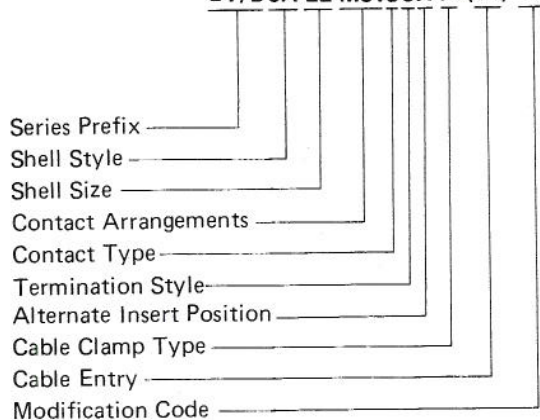 Series Prefix
Shell Style
Shell Size
Contact Arrangements
Contact Type
Termination Style
Alternate Insert Position
Cable Clamp Type
Cable Entry
Modification Code